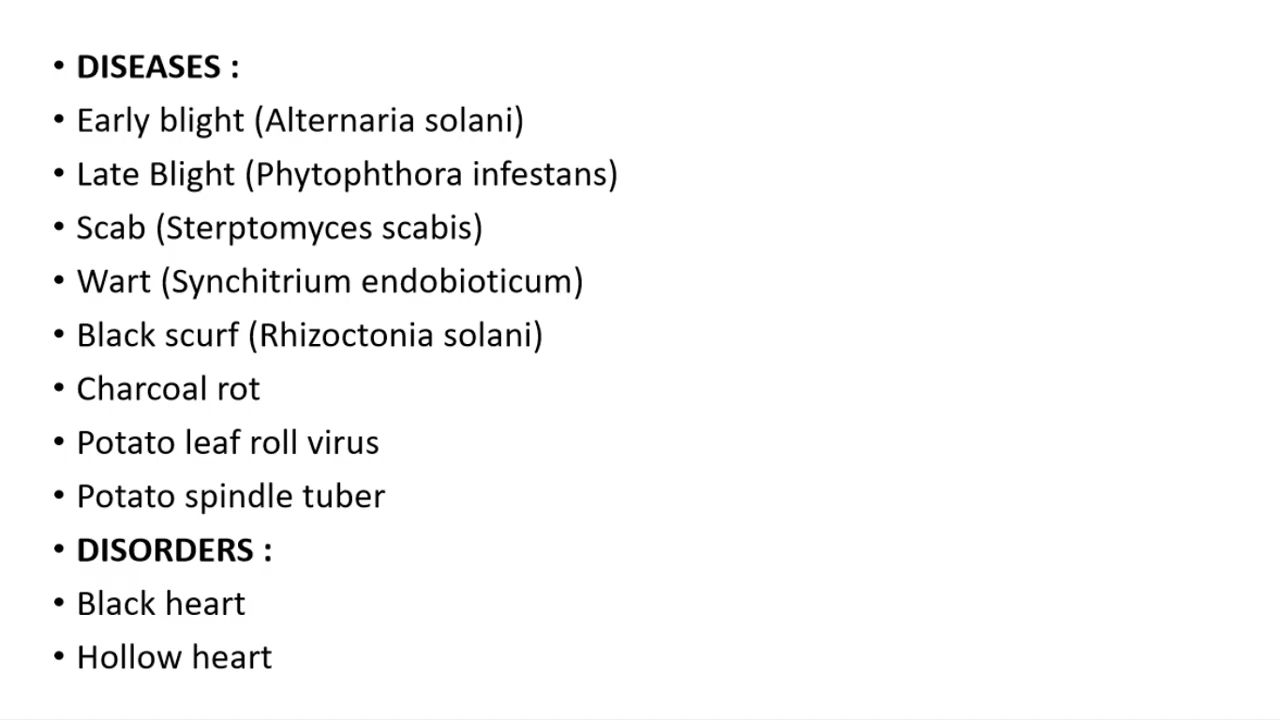 • DISEASES :
• Early blight (Alternaria solani)
• Late Blight (Phytophthora infestans)
• Scab (Sterptomyces scabis)
• Wart (Synchitrium endobioticum)
• Black scurf (Rhizoctonia solani)
• Charcoal rot
• Potato leaf roll virus
• Potato spindle tuber
• DISORDERS :
• Black heart
• Hollow heart